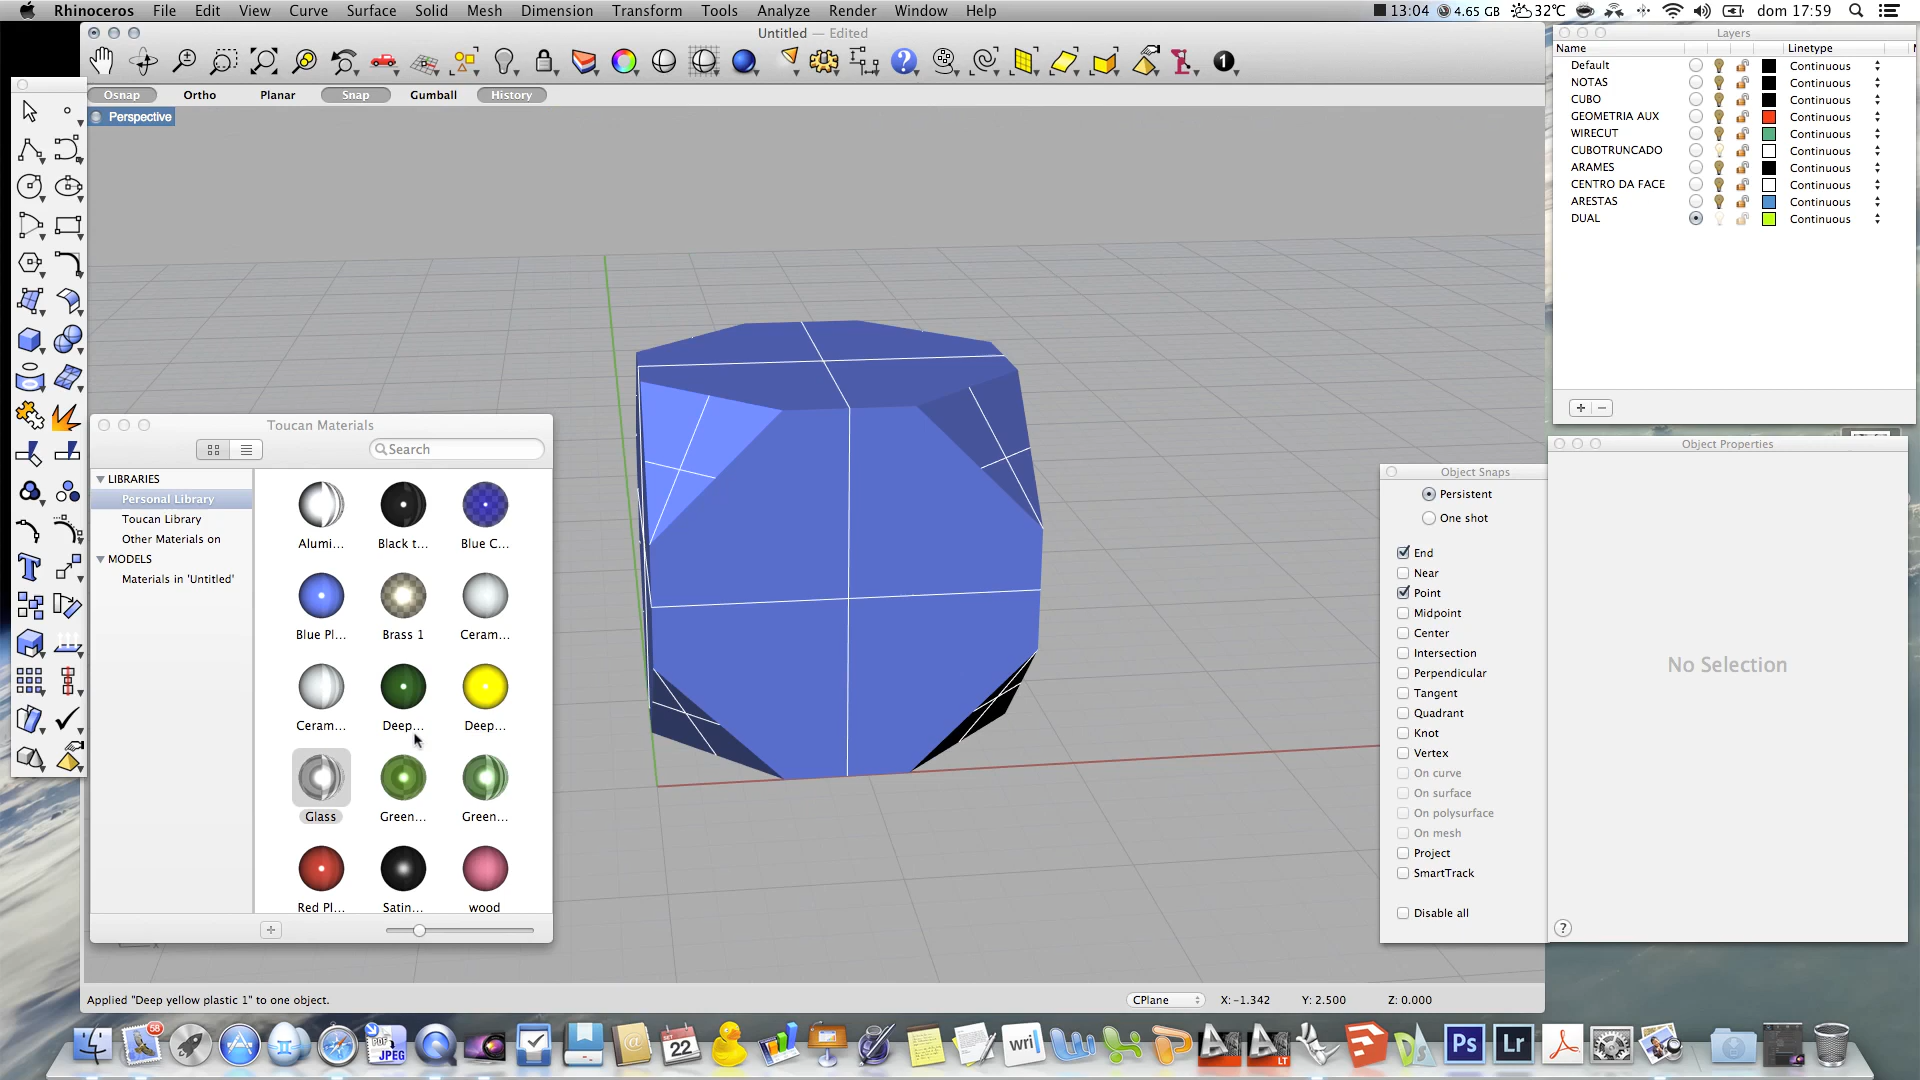 Rhinoceros File Edit View Curve Surface Solid Mesh Dimension Transform Tools Analyze Render Window Help 13:04 4.65 GB 32°C dom 17:59
Untitled — Edited
Osnap Ortho Planar Snap Gumball History
Perspective
Toucan Materials
Search
LIBRARIES
Personal Library
Toucan Library
Other Materials on
MODELS
Materials in 'Untitled'
Alumi... Black t... Blue C...
Blue Pl... Brass 1 Ceram...
Ceram... Deep... Deep...
Glass Green... Green...
Red Pl... Satin... wood
Layers
Name Linetype
Default Continuous
NOTAS Continuous
CUBO Continuous
GEOMETRIA AUX Continuous
WIRECUT Continuous
CUBOTRUNCADO Continuous
ARAMES Continuous
CENTRO DA FACE Continuous
ARESTAS Continuous
DUAL Continuous
Object Properties
No Selection
Object Snaps
Persistent
One shot
End
Near
Point
Midpoint
Center
Intersection
Perpendicular
Tangent
Quadrant
Knot
Vertex
On curve
On surface
On polysurface
On mesh
Project
SmartTrack
Disable all
?
Applied "Deep yellow plastic 1" to one object. CPlane X: -1.342 Y: 2.500 Z: 0.000
58
PDF
JPEG
SET
22
wri
LT
Ps
Lr